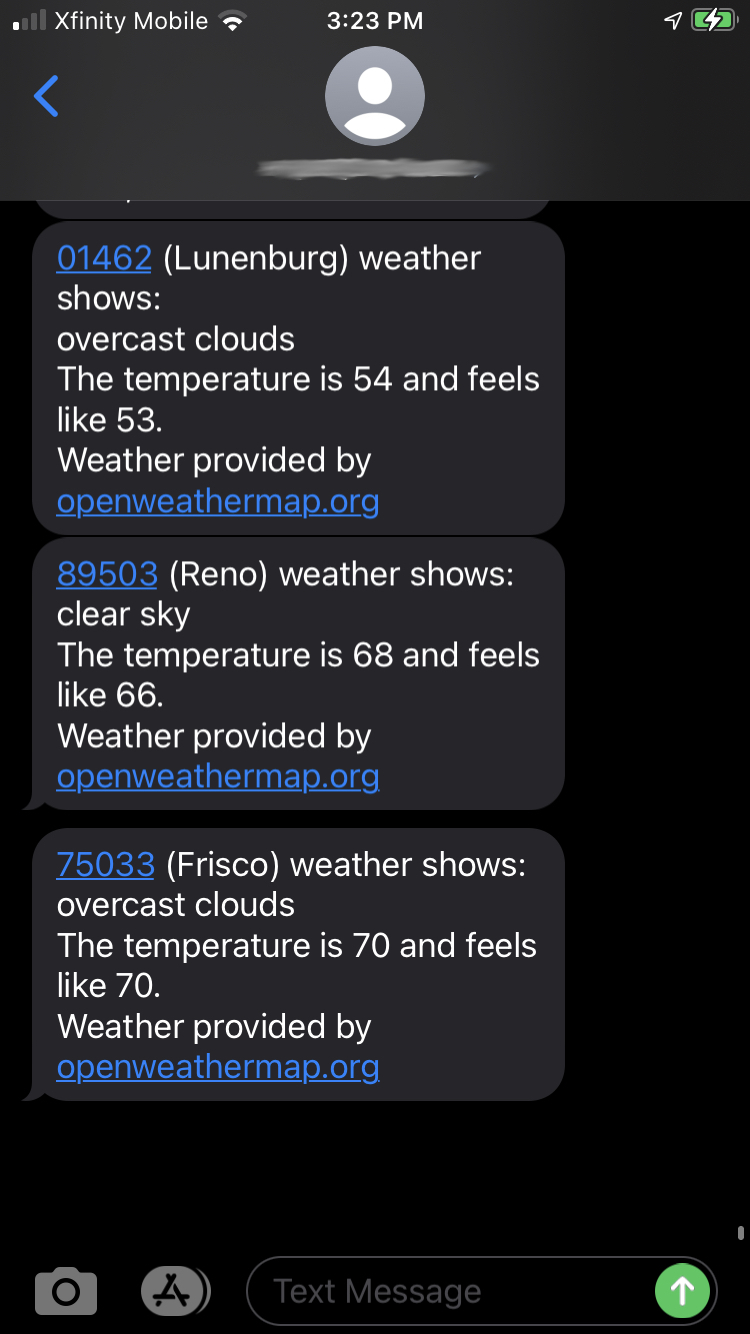 Xfinity Mobile 3:23 PM
01462 (Lunenburg) weather
shows:
overcast clouds
The temperature is 54 and feels
like 53.
Weather provided by
openweathermap.org
89503 (Reno) weather shows:
clear sky
The temperature is 68 and feels
like 66.
Weather provided by
openweathermap.org
75033 (Frisco) weather shows:
overcast clouds
The temperature is 70 and feels
like 70.
Weather provided by
openweathermap.org
Text Message